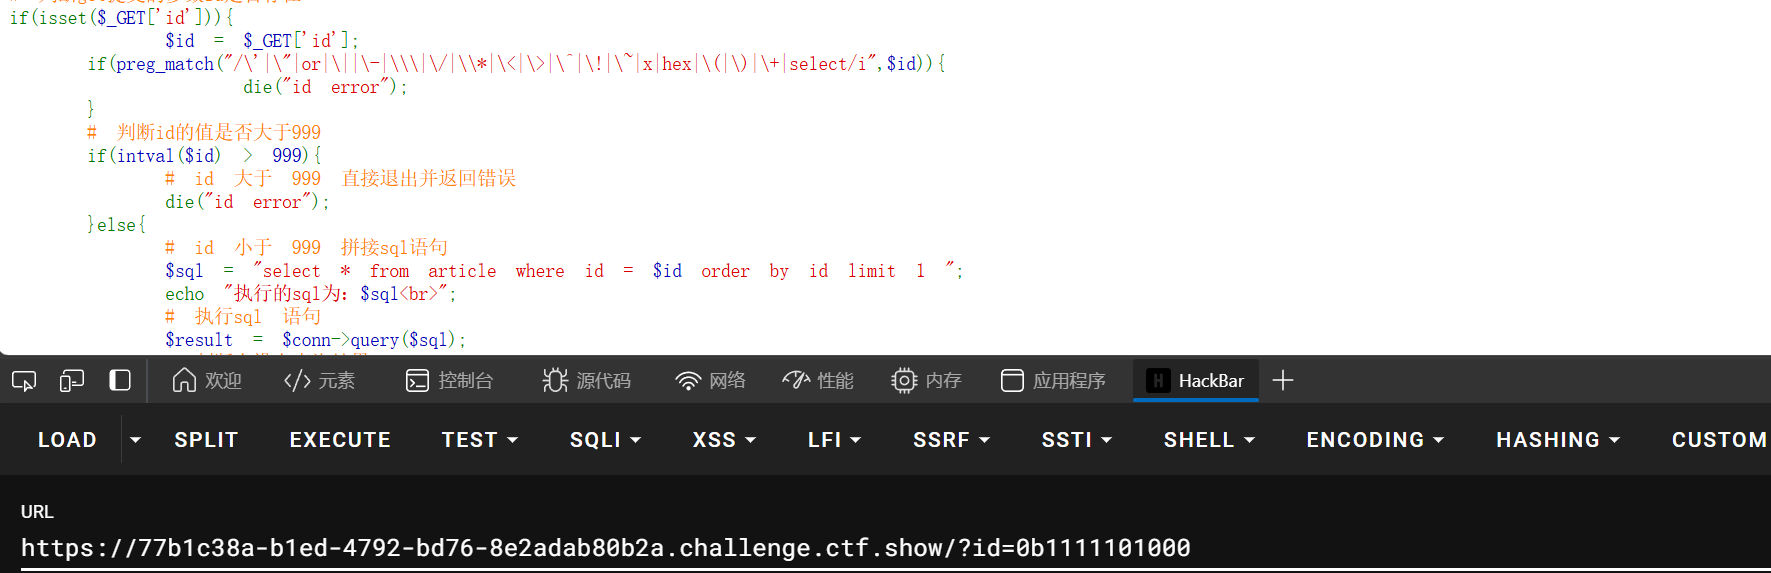 if(isset($_GET['id'])){
$id = $_GET['id'];
if(preg_match("/\'|\"|or|\||\-|\\\|\/|\\*|\<|\>|\^|\!|\~|x|hex|\(|\)|\+|select/i",$id)){
die("id error");
}
# 判断id的值是否大于999
if(intval($id) > 999){
# id 大于 999 直接退出并返回错误
die("id error");
}else{
# id 小于 999 拼接sql语句
$sql = "select * from article where id = $id order by id limit 1 ";
echo "执行的sql为：$sql<br>";
# 执行sql 语句
$result = $conn->query($sql);
欢迎 元素 控制台 源代码 网络 性能 内存 应用程序 HackBar
LOAD SPLIT EXECUTE TEST SQLI XSS LFI SSRF SSTI SHELL ENCODING HASHING CUSTOM
URL
https://77b1c38a-b1ed-4792-bd76-8e2adab80b2a.challenge.ctf.show/?id=0b1111101000